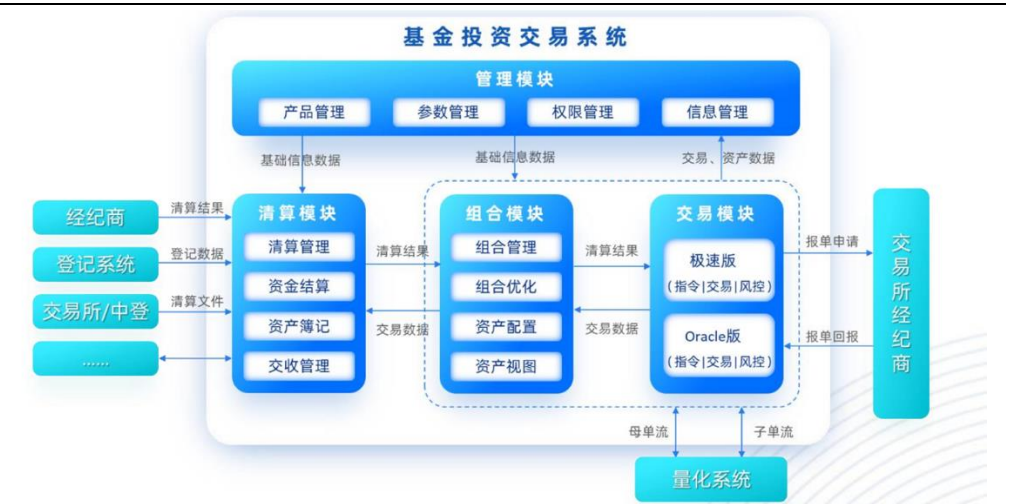 基金投资交易系统
管理模块
产品管理 参数管理 权限管理 信息管理
基础信息数据 基础信息数据 交易、资产数据
经纪商
登记系统
交易所/中登
......
清算结果
登记数据
清算文件
清算模块
清算管理
资金结算
资产簿记
交收管理
清算结果
交易数据
组合模块
组合管理
组合优化
资产配置
资产视图
清算结果
交易数据
交易模块
极速版
(指令|交易|风控)
Oracle版
(指令|交易|风控)
报单申请
报单回报
交易所经纪商
母单流 子单流
量化系统